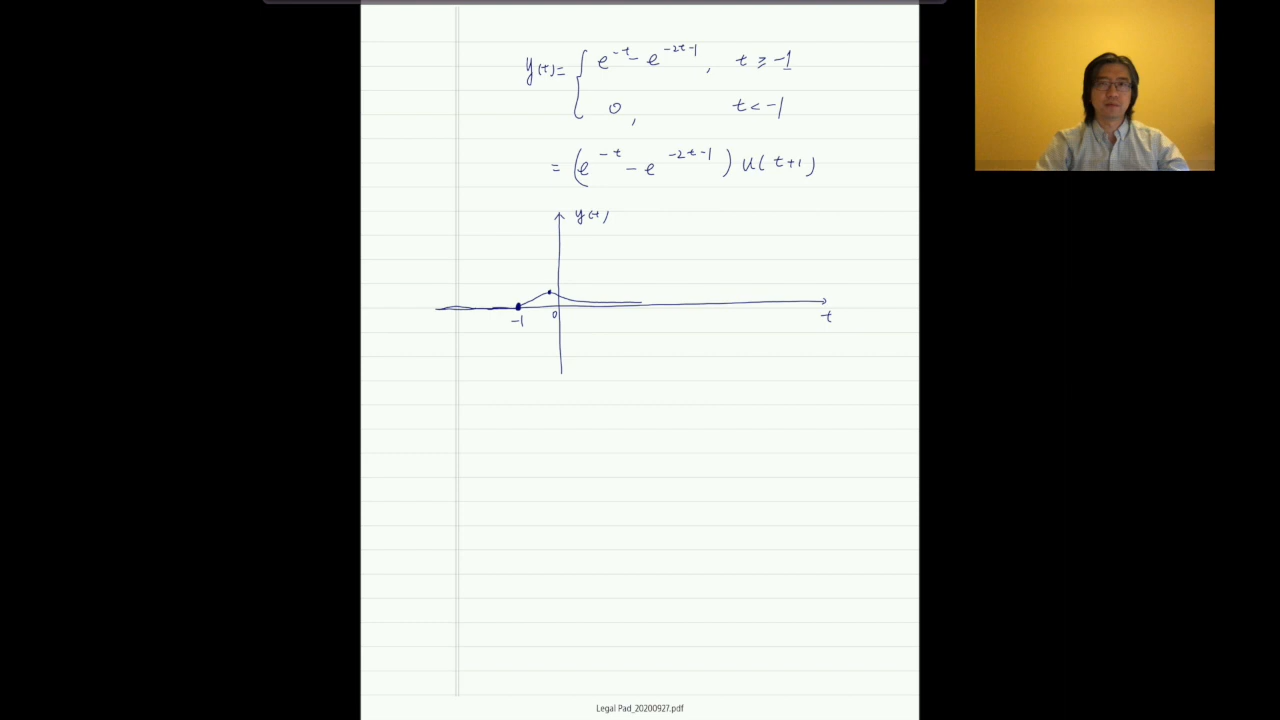 y(t) = { e^{-t} - e^{-2t-1}, t ≥ -1
0, t < -1
= (e^{-t} - e^{-2t-1}) u(t+1)
y(t)
-1 0 t
Legal Pad_20200927.pdf